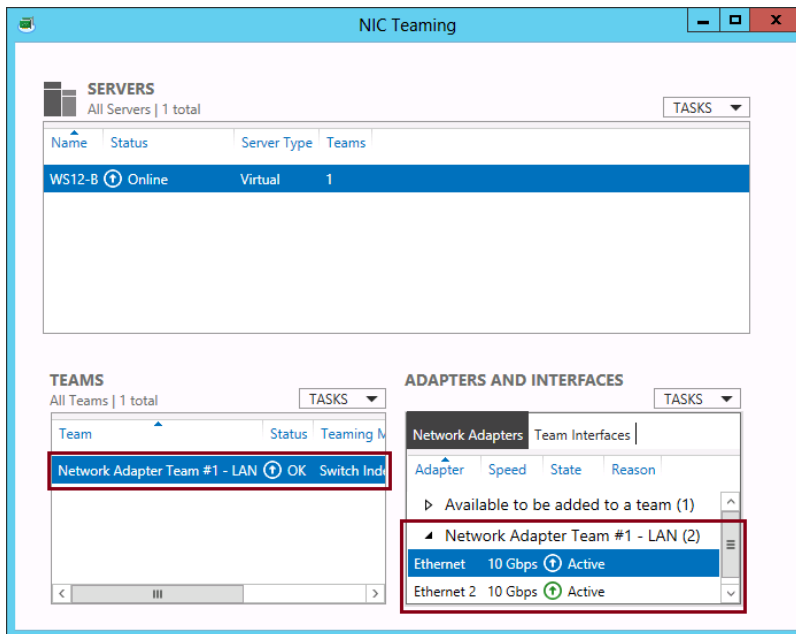 NIC Teaming
SERVERS
All Servers | 1 total
TASKS
Name Status Server Type Teams
WS12-B Online Virtual 1
TEAMS
All Teams | 1 total
TASKS
Team Status Teaming M
Network Adapter Team #1 - LAN OK Switch Inde
ADAPTERS AND INTERFACES
TASKS
Network Adapters Team Interfaces
Adapter Speed State Reason
Available to be added to a team (1)
Network Adapter Team #1 - LAN (2)
Ethernet 10 Gbps Active
Ethernet 2 10 Gbps Active